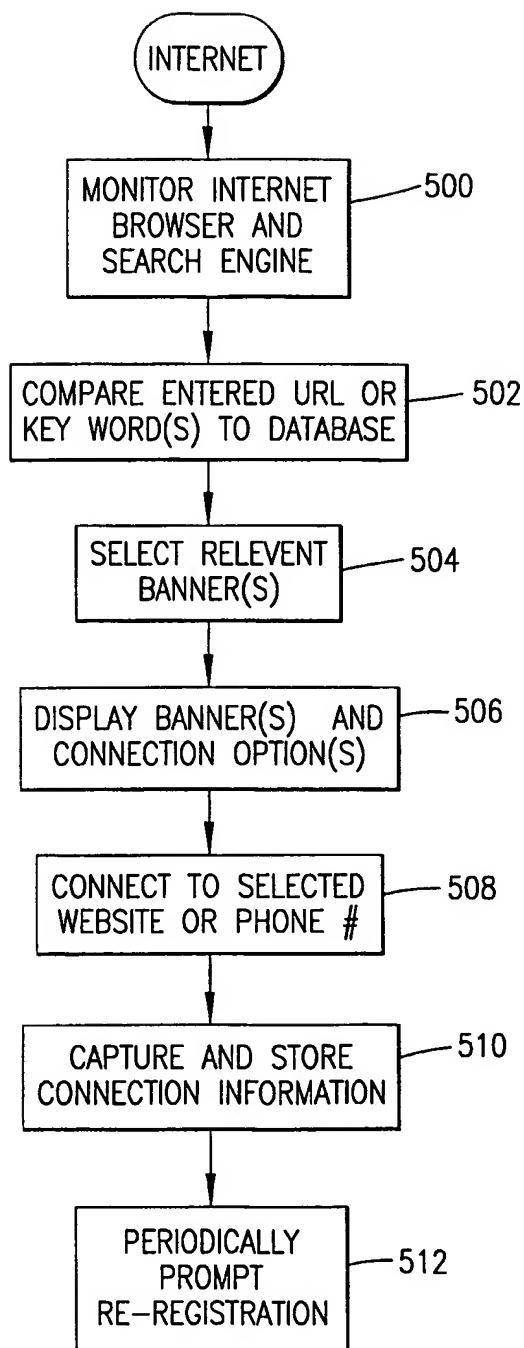 INTERNET
MONITOR INTERNET
BROWSER AND
SEARCH ENGINE
500
COMPARE ENTERED URL OR
KEY WORD(S) TO DATABASE
502
SELECT RELEVENT
BANNER(S)
504
DISPLAY BANNER(S) AND
CONNECTION OPTION(S)
506
CONNECT TO SELECTED
WEBSITE OR PHONE #
508
CAPTURE AND STORE
CONNECTION INFORMATION
510
PERIODICALLY
PROMPT
RE-REGISTRATION
512